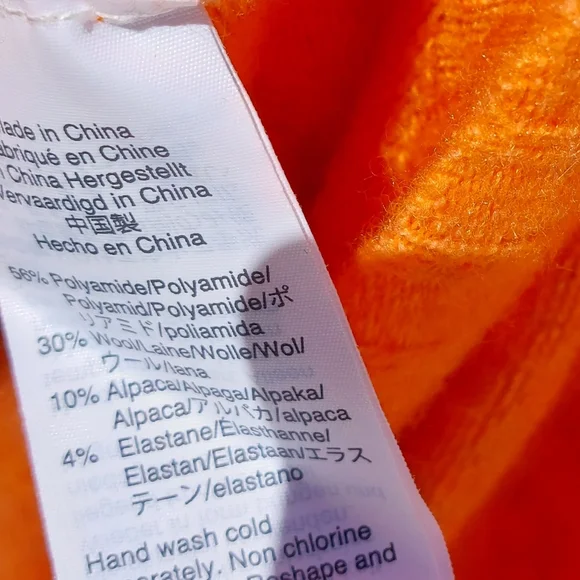 ade in China
abriqué en Chine
China Hergestellt
ervaardigd in China
中国製
Hecho en China
56% Polyamide/Polyamide/
Polyamid/Polyamide/ポ
リアミド/poliamida
30% Wool/Laine/Wolle/Wol/
ウール/lana
10% Alpaca/Alpaga/Alpaka/
Alpaca/アルパカ/alpaca
4% Elastane/Élasthanne/
Elastan/Elastaan/エラス
テーン/elastano
Hand wash cold
arately. Non chlorine
Reshape and